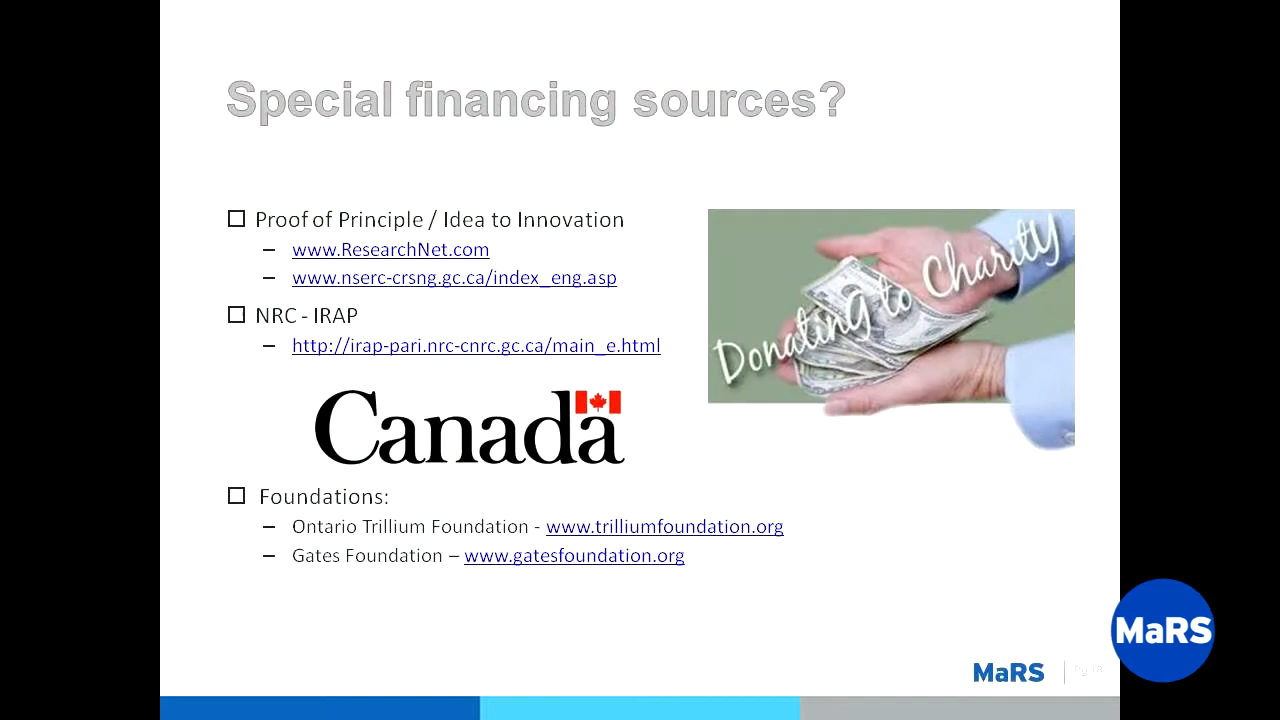 Special financing sources?
Proof of Principle / Idea to Innovation
– www.ResearchNet.com
– www.nserc-crsng.gc.ca/index_eng.asp
NRC - IRAP
– http://irap-pari.nrc-cnrc.gc.ca/main_e.html
Donating to Charity
Canada
Foundations:
– Ontario Trillium Foundation - www.trilliumfoundation.org
– Gates Foundation – www.gatesfoundation.org
MaRS
MaRS